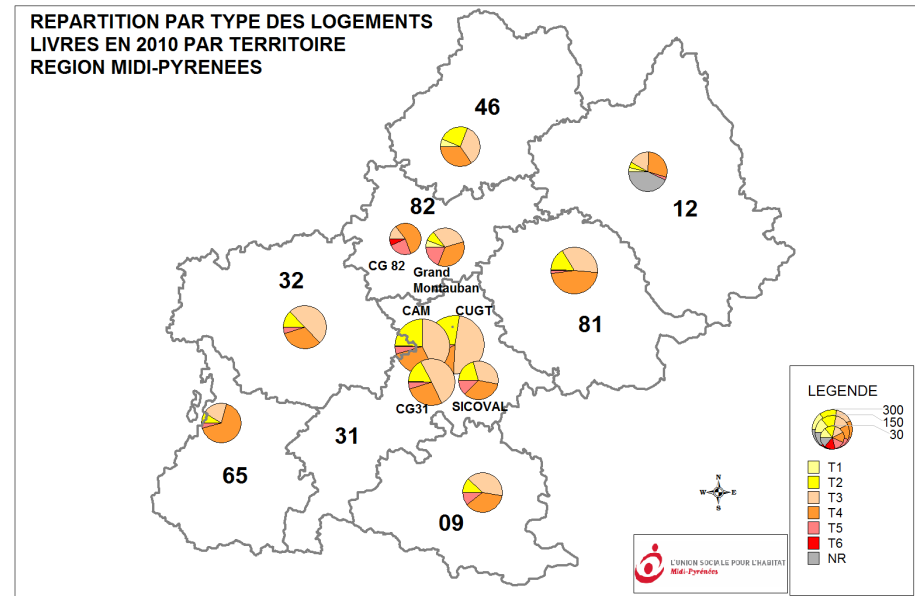 REPARTITION PAR TYPE DES LOGEMENTS
LIVRES EN 2010 PAR TERRITOIRE
REGION MIDI-PYRENEES
46
12
82
CG 82
Grand
Montauban
32
81
CAM
CUGT
CG31
SICOVAL
31
65
09
LEGENDE
300
150
30
T1
T2
T3
T4
T5
T6
NR
N
W
E
S
L'UNION SOCIALE POUR L'HABITAT
Midi-Pyrénées